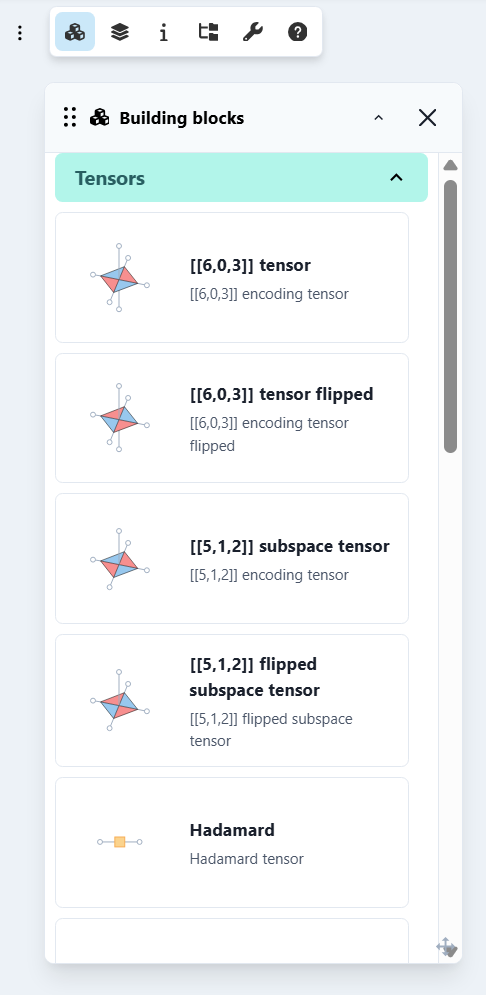 Building blocks
Tensors
[[6,0,3]] tensor
[[6,0,3]] encoding tensor
[[6,0,3]] tensor flipped
[[6,0,3]] encoding tensor
flipped
[[5,1,2]] subspace tensor
[[5,1,2]] encoding tensor
[[5,1,2]] flipped
subspace tensor
[[5,1,2]] flipped subspace
tensor
Hadamard
Hadamard tensor